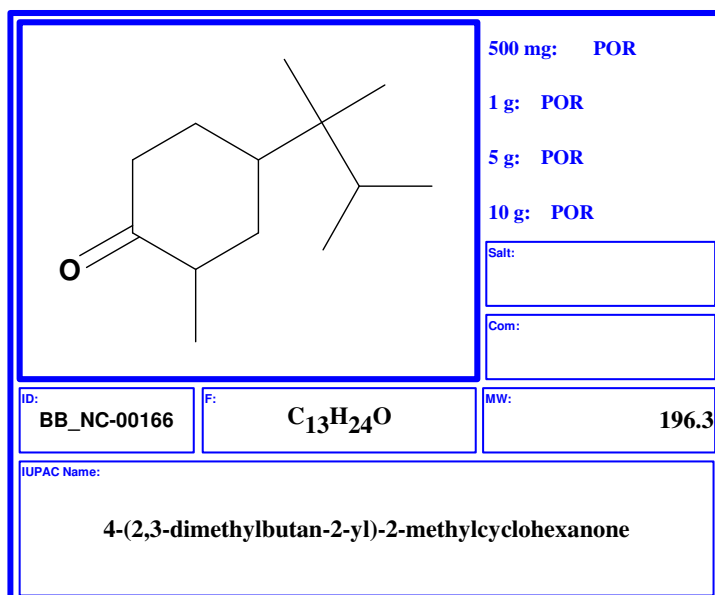 500 mg: POR
1 g: POR
5 g: POR
10 g: POR
O
Salt:
Com:
ID:
BB_NC-00166
F:
C13H24O
MW:
196.3
IUPAC Name:
4-(2,3-dimethylbutan-2-yl)-2-methylcyclohexanone